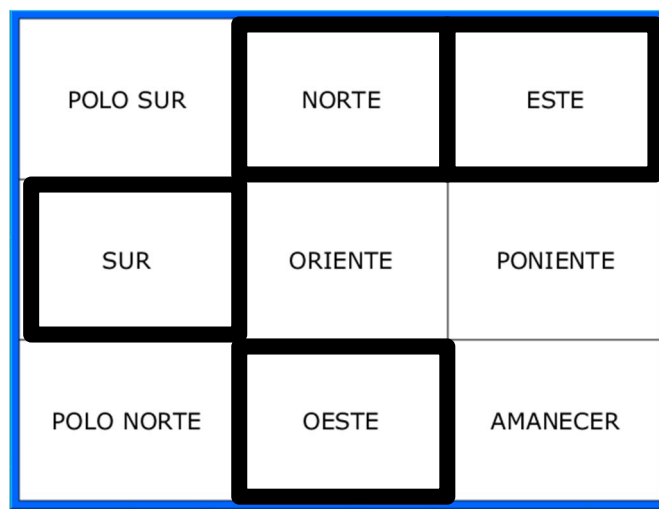 POLO SUR
NORTE
ESTE
SUR
ORIENTE
PONIENTE
POLO NORTE
OESTE
AMANECER